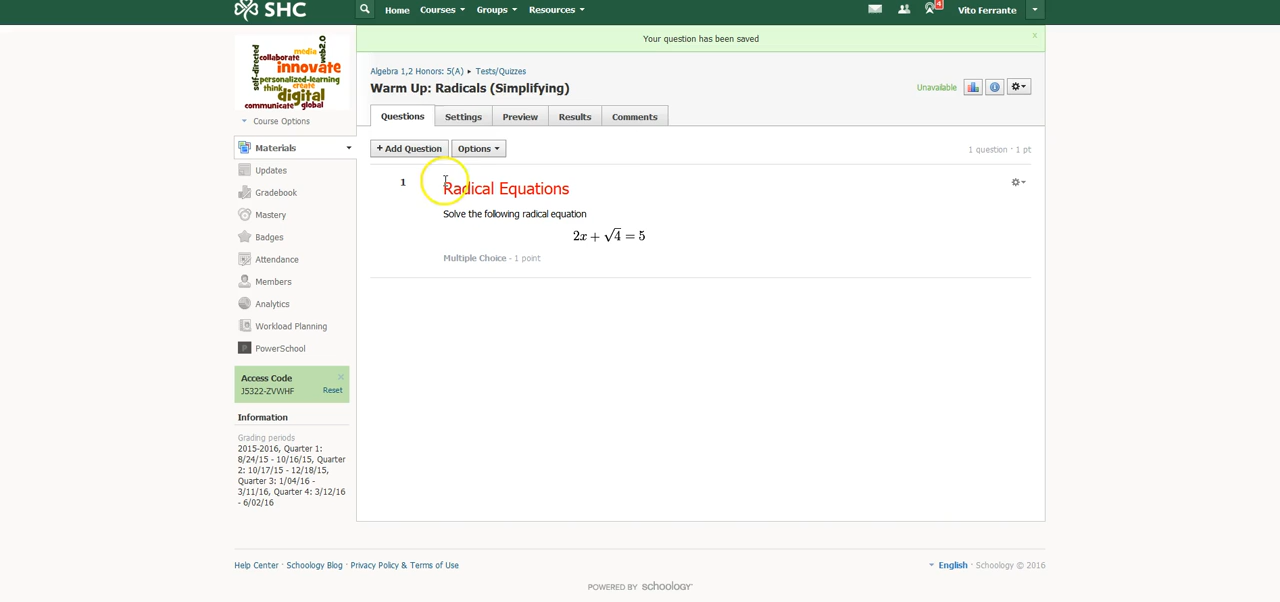 SHC
Home Courses Groups Resources
4
Vito Ferrante
Your question has been saved
self-directed
collaborate
media
web2.0
innovate
personalized-learning
think
create
digital
communicate global
Course Options
Materials
Updates
Gradebook
Mastery
Badges
Attendance
Members
Analytics
Workload Planning
P PowerSchool
Access Code
J5322-ZVWHF Reset
Information
Grading periods
2015-2016, Quarter 1:
8/24/15 - 10/16/15, Quarter
2: 10/17/15 - 12/18/15,
Quarter 3: 1/04/16 -
3/11/16, Quarter 4: 3/12/16
- 6/02/16
Algebra 1,2 Honors: 5(A) ▸ Tests/Quizzes
Warm Up: Radicals (Simplifying)
Unavailable
Questions Settings Preview Results Comments
+ Add Question Options
1 question · 1 pt
1
Radical Equations
Solve the following radical equation
2x + √4 = 5
Multiple Choice - 1 point
Help Center · Schoology Blog · Privacy Policy & Terms of Use
English · Schoology © 2016
POWERED BY schoology®